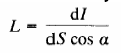 L = dI / dS cos α